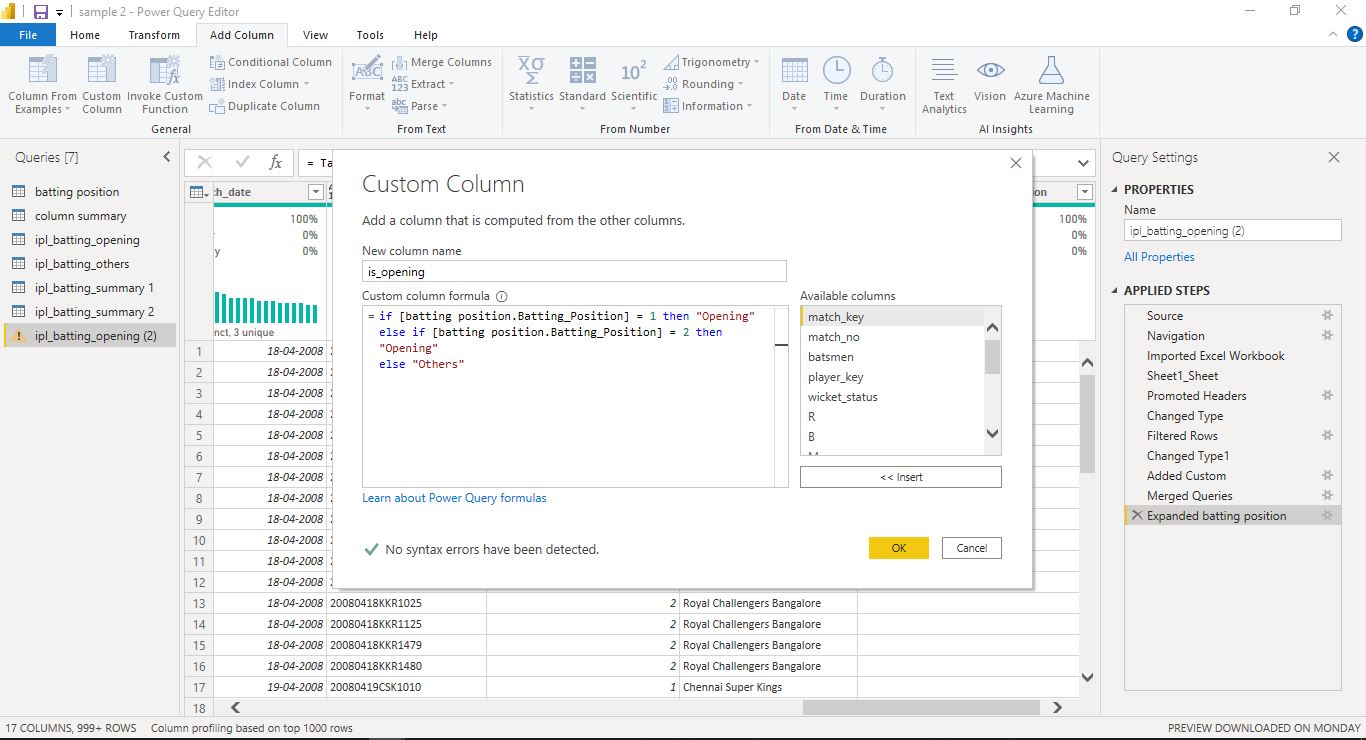 sample 2 - Power Query Editor
File Home Transform Add Column View Tools Help
Column From Examples
Custom Column
Invoke Custom Function
Conditional Column
Index Column
Duplicate Column
General
Format
Merge Columns
Extract
Parse
From Text
Statistics
Standard
Scientific
Trigonometry
Rounding
Information
From Number
Date
Time
Duration
From Date & Time
Text Analytics
Vision
Azure Machine Learning
AI Insights
Queries [7]
batting position
column summary
ipl_batting_opening
ipl_batting_others
ipl_batting_summary 1
ipl_batting_summary 2
ipl_batting_opening (2)
fx
= Ta
h_date
100%
0%
y 0%
nct, 3 unique
on
100%
0%
0%
Custom Column
Add a column that is computed from the other columns.
New column name
is_opening
Custom column formula
= if [batting position.Batting_Position] = 1 then "Opening"
else if [batting position.Batting_Position] = 2 then
"Opening"
else "Others"
Available columns
match_key
match_no
batsmen
player_key
wicket_status
R
B
<< Insert
Learn about Power Query formulas
No syntax errors have been detected.
OK Cancel
1 18-04-2008
2 18-04-2008
3 18-04-2008
4 18-04-2008
5 18-04-2008
6 18-04-2008
7 18-04-2008
8 18-04-2008
9 18-04-2008
10 18-04-2008
11 18-04-2008
12 18-04-2008
13 18-04-2008 20080418KKR1025 2 Royal Challengers Bangalore
14 18-04-2008 20080418KKR1125 2 Royal Challengers Bangalore
15 18-04-2008 20080418KKR1479 2 Royal Challengers Bangalore
16 18-04-2008 20080418KKR1480 2 Royal Challengers Bangalore
17 19-04-2008 20080419CSK1010 1 Chennai Super Kings
18
Query Settings
PROPERTIES
Name
ipl_batting_opening (2)
All Properties
APPLIED STEPS
Source
Navigation
Imported Excel Workbook
Sheet1_Sheet
Promoted Headers
Changed Type
Filtered Rows
Changed Type1
Added Custom
Merged Queries
Expanded batting position
17 COLUMNS, 999+ ROWS Column profiling based on top 1000 rows
PREVIEW DOWNLOADED ON MONDAY